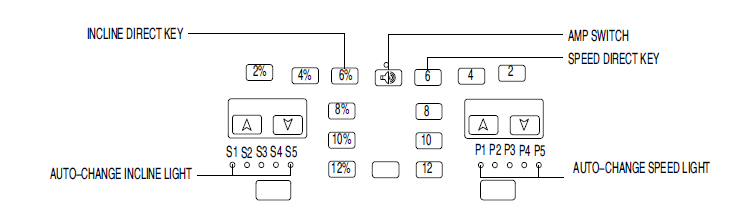 INCLINE DIRECT KEY
AMP SWITCH
SPEED DIRECT KEY
2% 4% 6% 6 4 2
8% 8
10% 10
S1 S2 S3 S4 S5 P1 P2 P3 P4 P5
12% 12
AUTO-CHANGE INCLINE LIGHT AUTO-CHANGE SPEED LIGHT